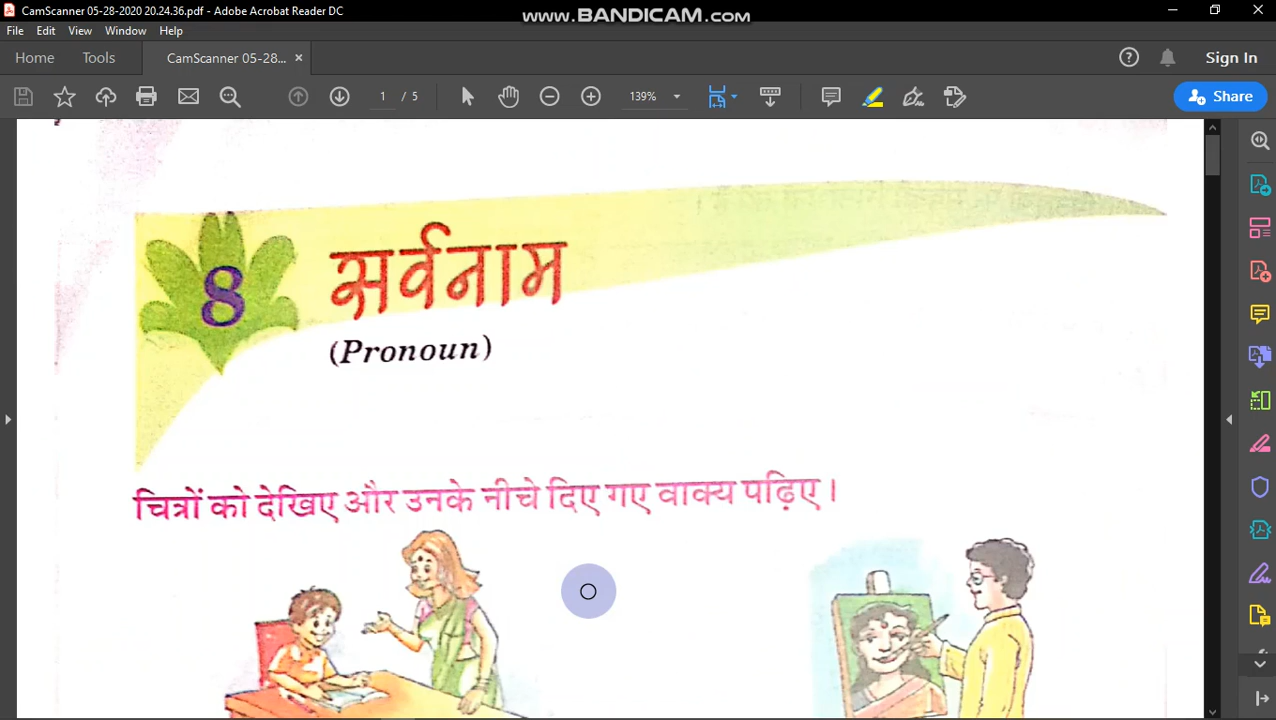 CamScanner 05-28-2020 20.24.36.pdf - Adobe Acrobat Reader DC
www.BANDICAM.com
File Edit View Window Help
Home Tools CamScanner 05-28... ×
Sign In
1 / 5
139%
Share
8 सर्वनाम
(Pronoun)
चित्रों को देखिए और उनके नीचे दिए गए वाक्य पढ़िए।